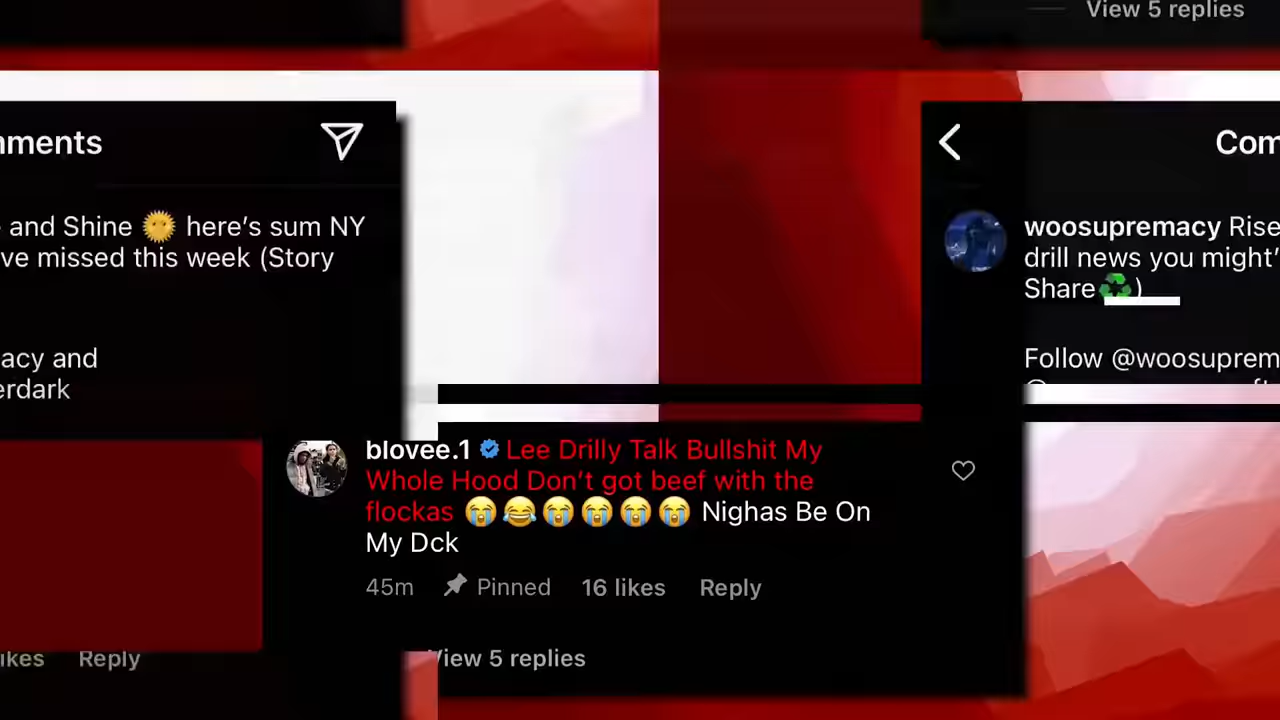 View 5 replies
nments
Com
and Shine 🌞 here's sum NY
ve missed this week (Story
acy and
erdark
woosupremacy Rise
drill news you might'
Share♻️)
Follow @woosuprem
blovee.1 Lee Drilly Talk Bullshit My
Whole Hood Don't got beef with the
flockas 😭😂😭😭😭😭 Nighas Be On
My Dck
45m Pinned 16 likes Reply
ikes Reply
View 5 replies